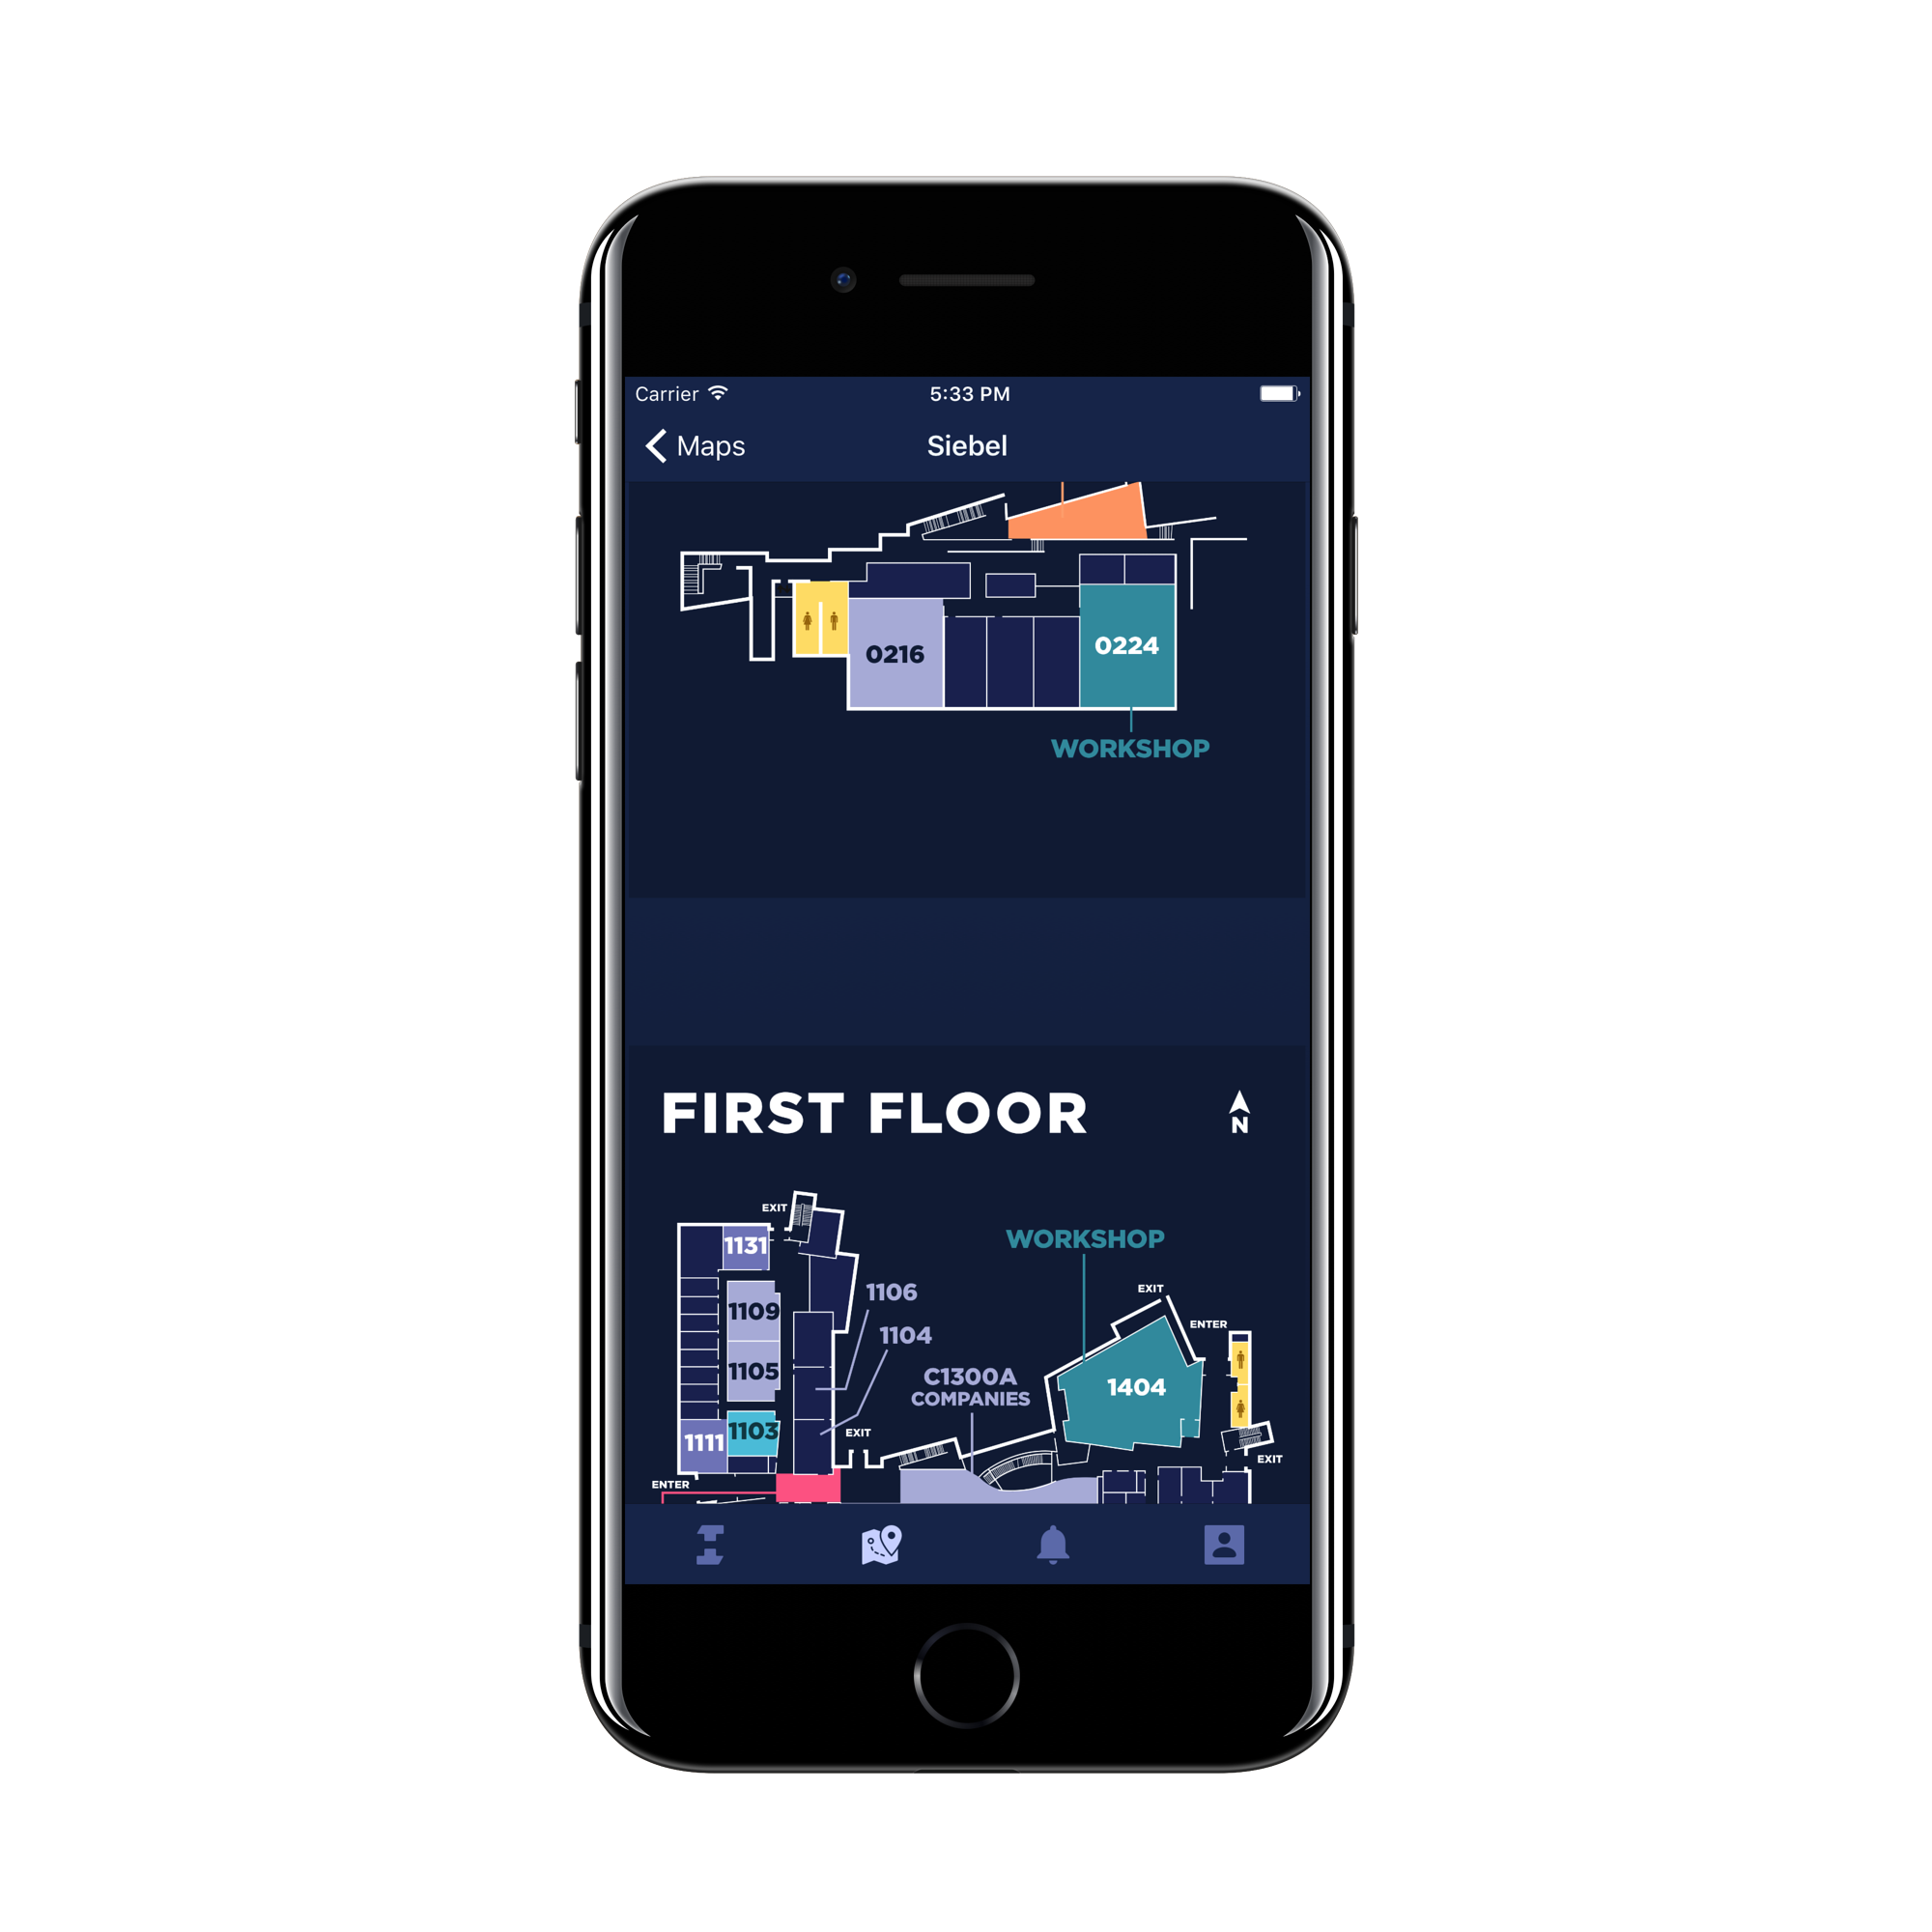 Carrier
5:33 PM
Maps
Siebel
0216
0224
WORKSHOP
FIRST FLOOR
N
EXIT
1131
WORKSHOP
1106
EXIT
1109
ENTER
1104
1105
C1300A
COMPANIES
1404
1103
1111
EXIT
EXIT
ENTER